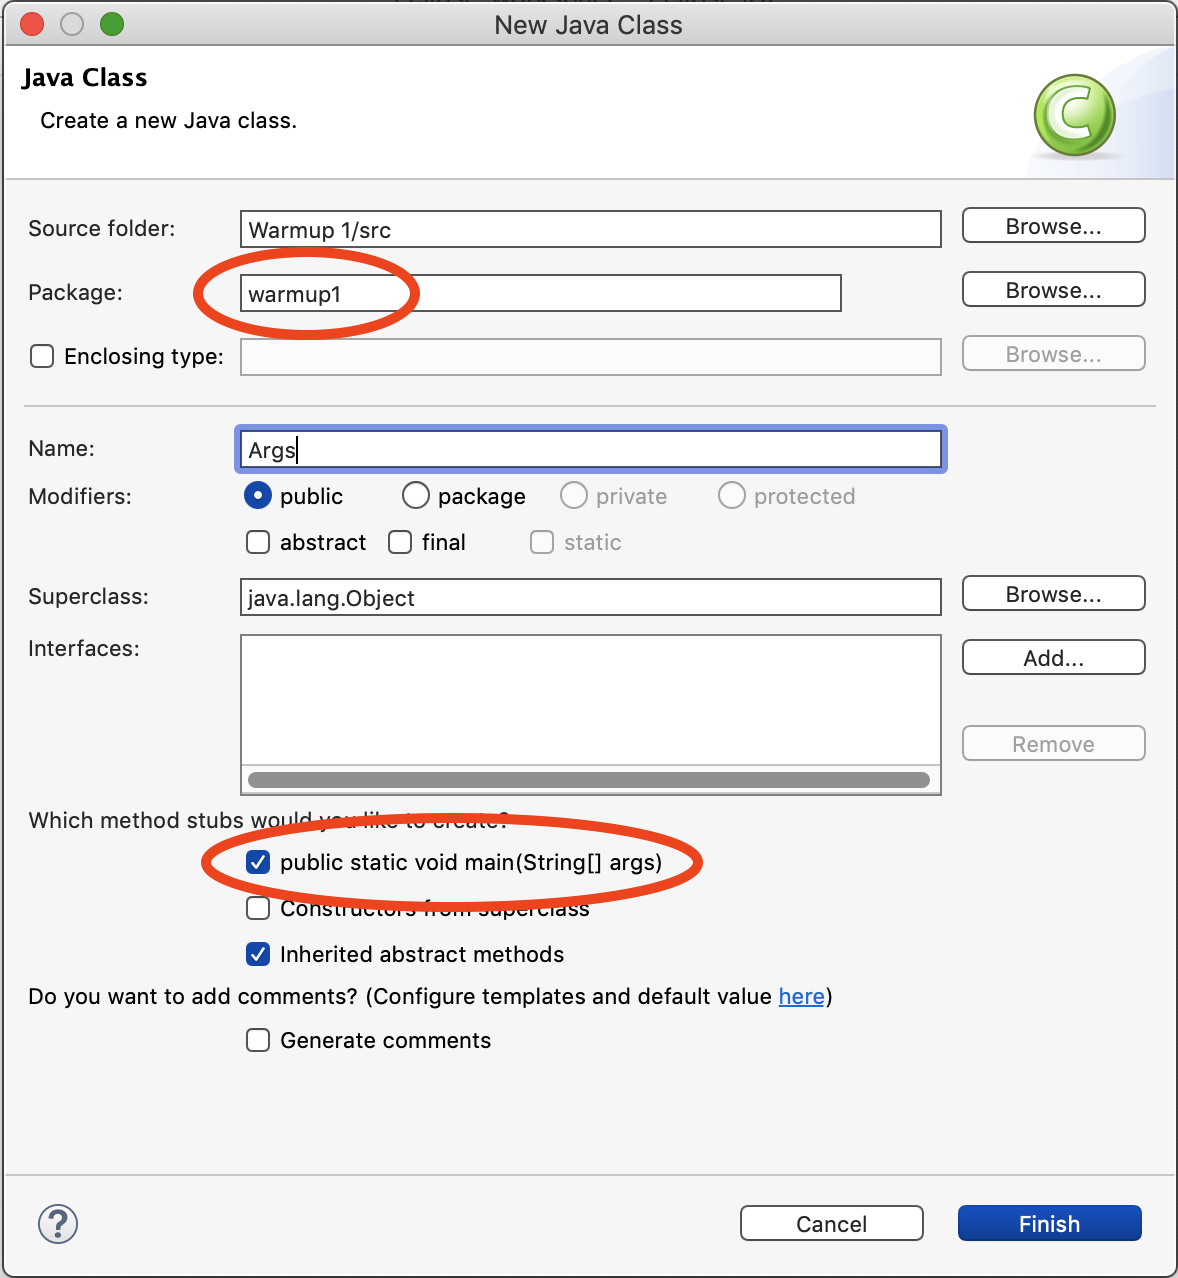 New Java Class
Java Class
Create a new Java class.
Source folder: Warmup 1/src Browse...
Package: warmup1 Browse...
Enclosing type: Browse...
Name: Args
Modifiers: public package private protected
abstract final static
Superclass: java.lang.Object Browse...
Interfaces: Add...
Remove
Which method stubs would you like to create?
public static void main(String[] args)
Constructors from superclass
Inherited abstract methods
Do you want to add comments? (Configure templates and default value here)
Generate comments
? Cancel Finish